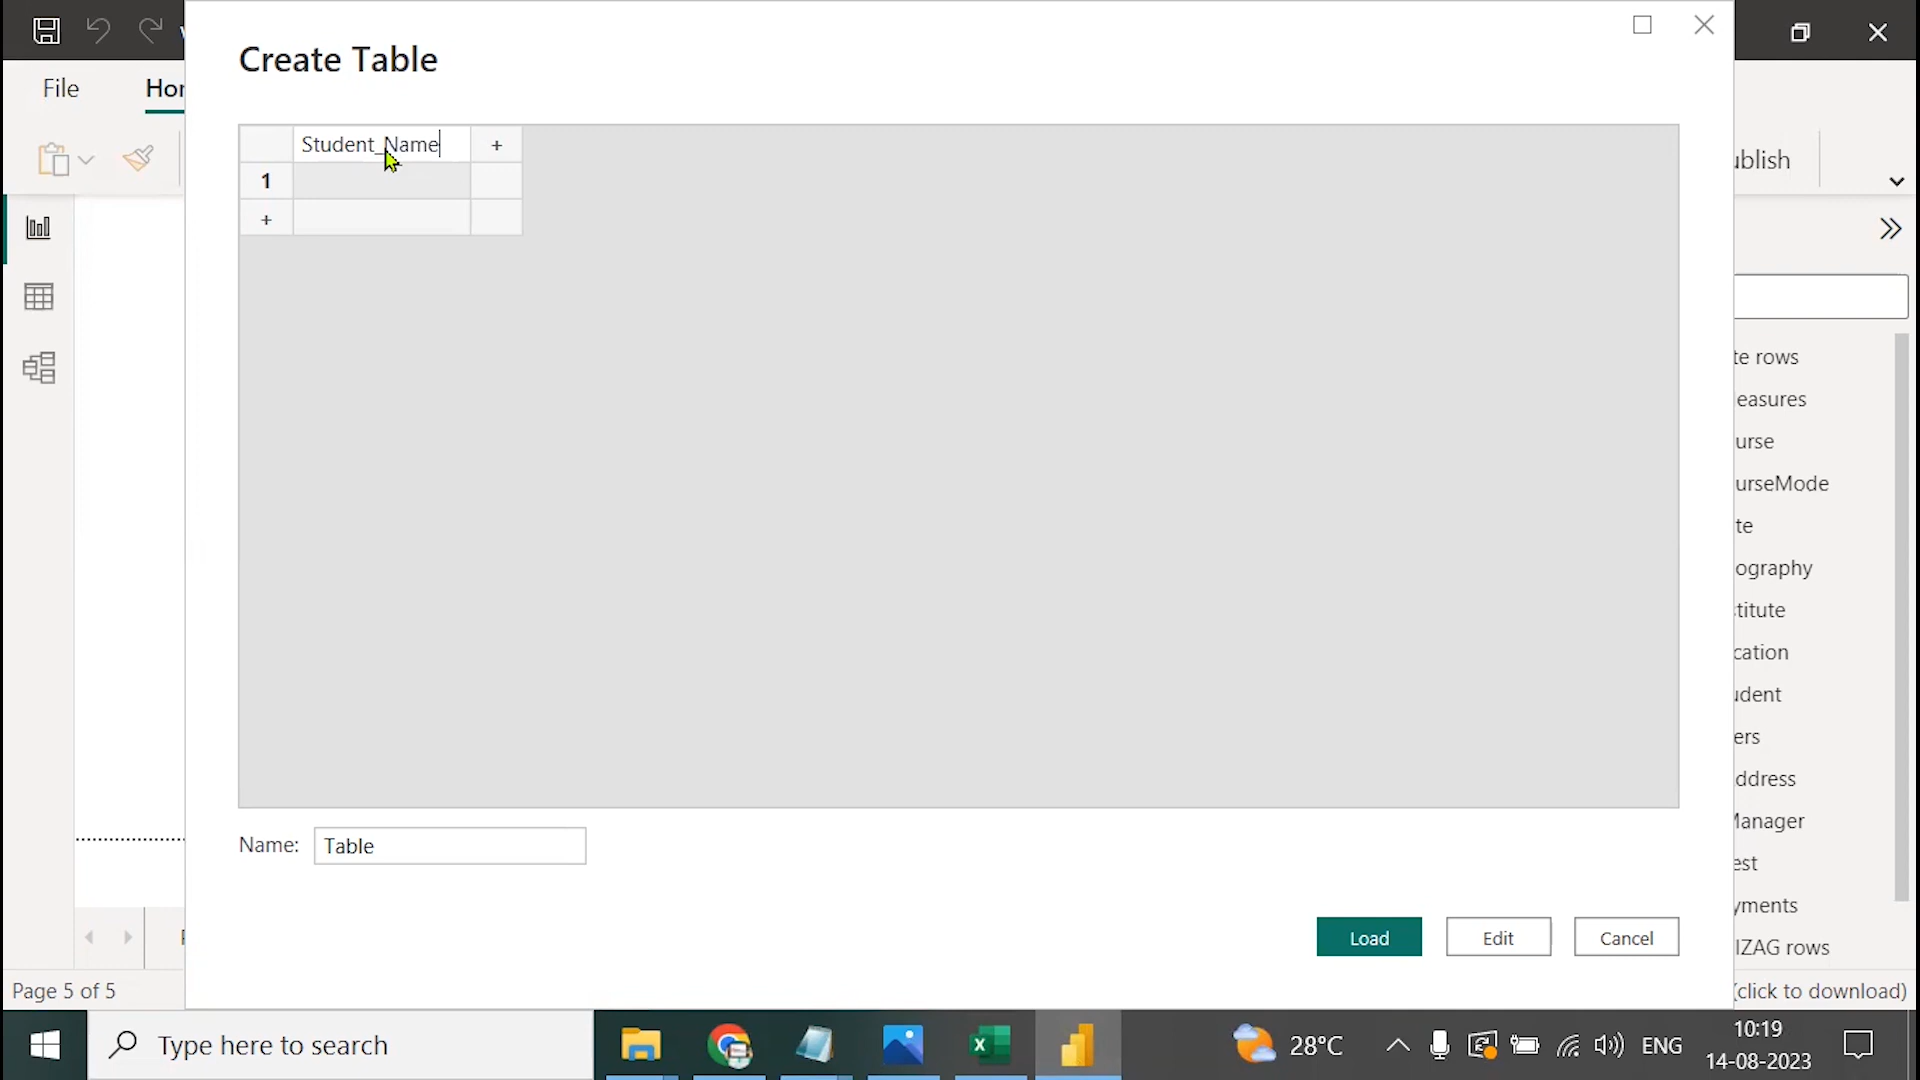 Create Table
File
Hor
Student_Name
+
1
+
ublish
te rows
easures
urse
urseMode
te
ography
titute
cation
udent
ers
ddress
Manager
est
yments
IZAG rows
Name:
Table
Load
Edit
Cancel
Page 5 of 5
(click to download)
Type here to search
28°C
ENG
10:19
14-08-2023